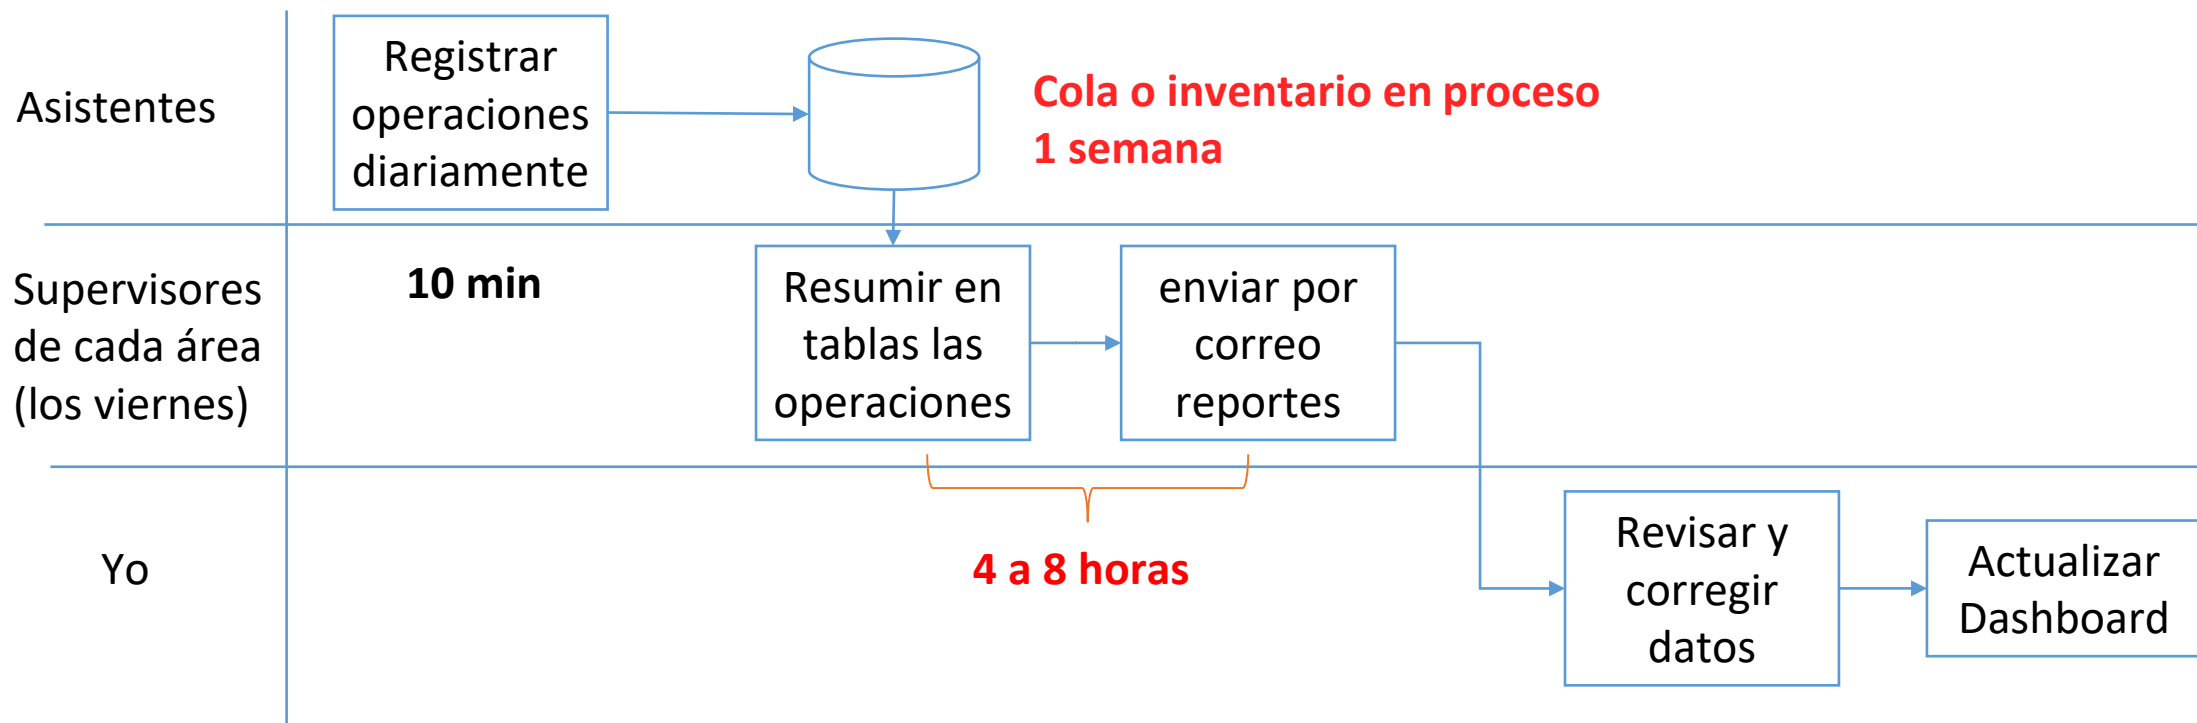 Asistentes
Registrar
operaciones
diariamente
Cola o inventario en proceso
1 semana
Supervisores
de cada área
(los viernes)
10 min
Resumir en
tablas las
operaciones
enviar por
correo
reportes
Yo
4 a 8 horas
Revisar y
corregir
datos
Actualizar
Dashboard